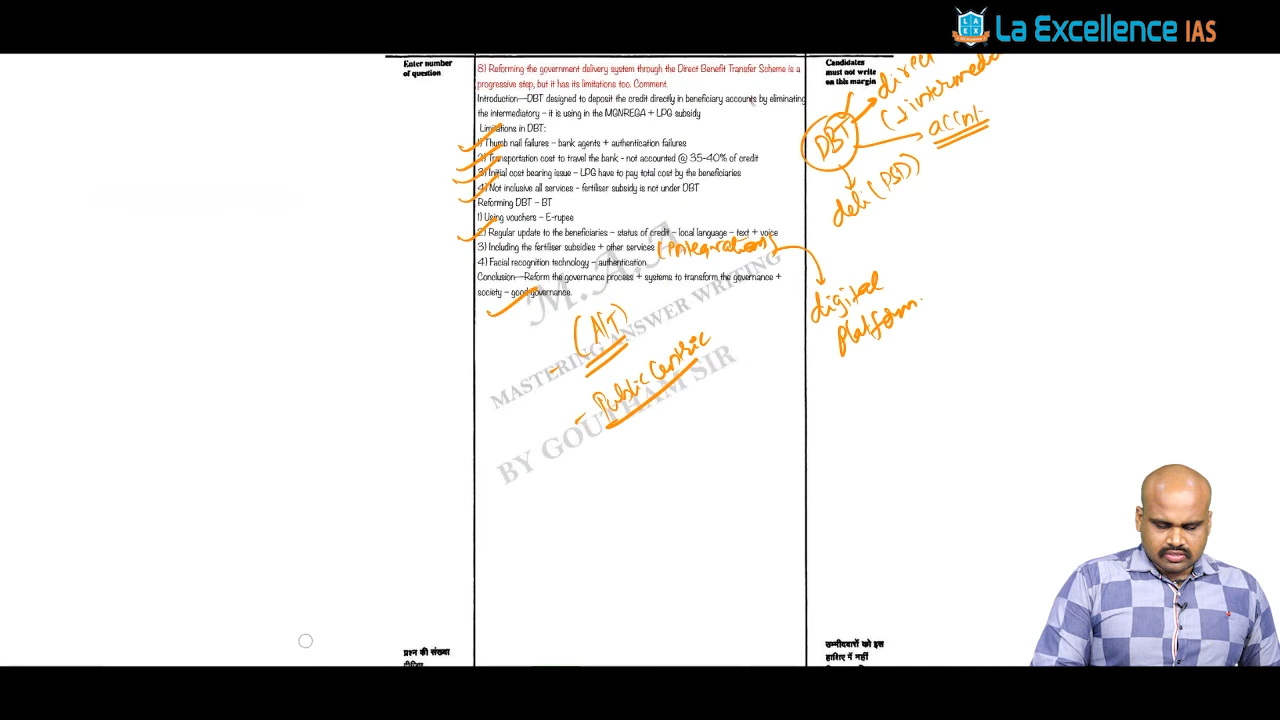 La Excellence IAS
Enter number
of question
Candidates
must not write
on this margin
8) Reforming the government delivery system through the Direct Benefit Transfer Scheme is a
progressive step, but it has its limitations too. Comment.
Introduction—DBT designed to deposit the credit directly in beneficiary accounts by eliminating
the intermediatory – it is using in the MGNREGA + LPG subsidy
Limitations in DBT:
1) Thumb nail failures – bank agents + authentication failures
2) Transportation cost to travel the bank - not accounted @ 35-40% of credit
3) Initial cost bearing issue – LPG have to pay total cost by the beneficiaries
4) Not inclusive all services - fertiliser subsidy is not under DBT
Reforming DBT – BT
1) Using vouchers – E-rupee
2) Regular update to the beneficiaries – status of credit – local language – text + voice
3) Including the fertiliser subsidies + other services (Integration)
4) Facial recognition technology – authentication.
Conclusion—Reform the governance process + systems to transform the governance +
society – good governance.
DBT
direct
accnt
deli (PSD)
digital
platform.
- Public Centric
M.A.I
MASTERING ANSWER WRITING
BY GOUTHAM SIR
प्रश्न की संख्या
उम्मीदवारों को इस
हाशिए में नहीं